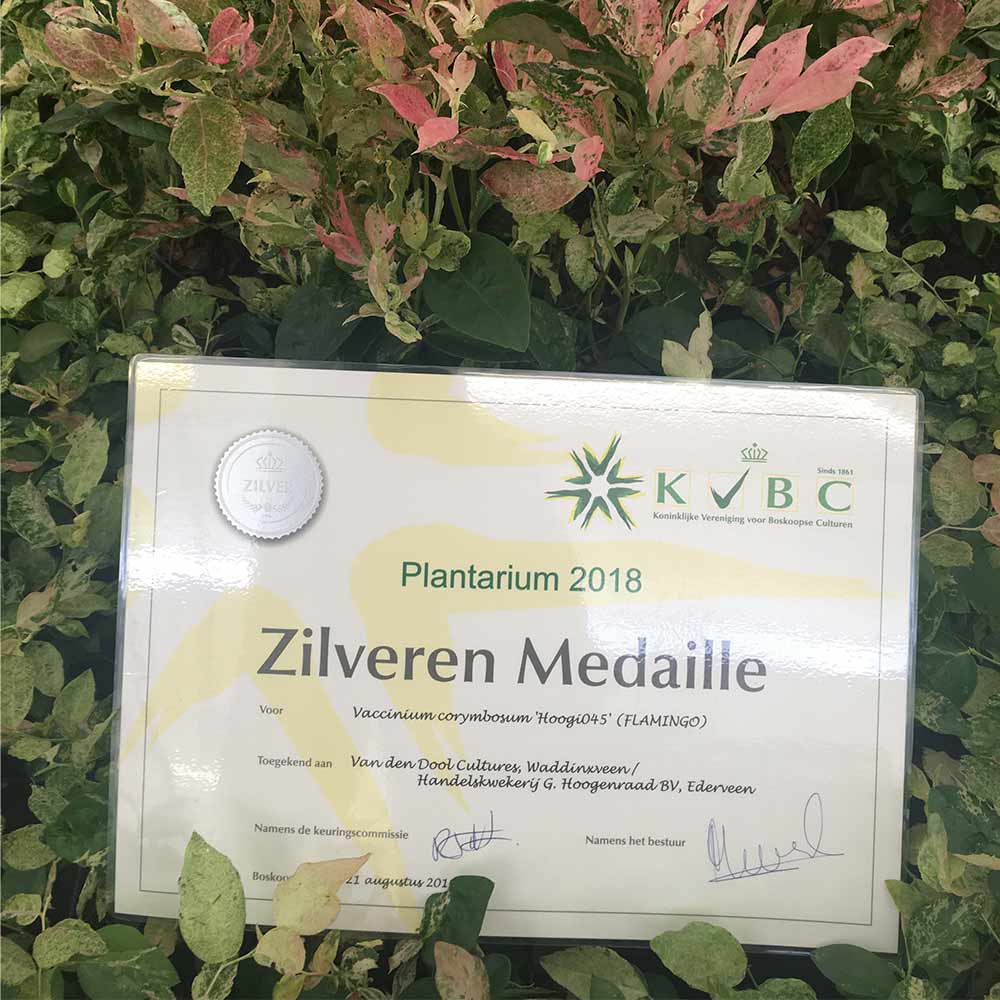 ZILVER
Sinds 1861
K V B C
Koninklijke Vereniging voor Boskoopse Culturen
Plantarium 2018
Zilveren Medaille
Voor Vaccinium corymbosum 'Hoogi045' (FLAMINGO)
Toegekend aan Van den Dool Cultures, Waddinxveen /
Handelskwekerij G. Hoogenraad BV, Ederveen
Namens de keuringscommissie Namens het bestuur
21 augustus